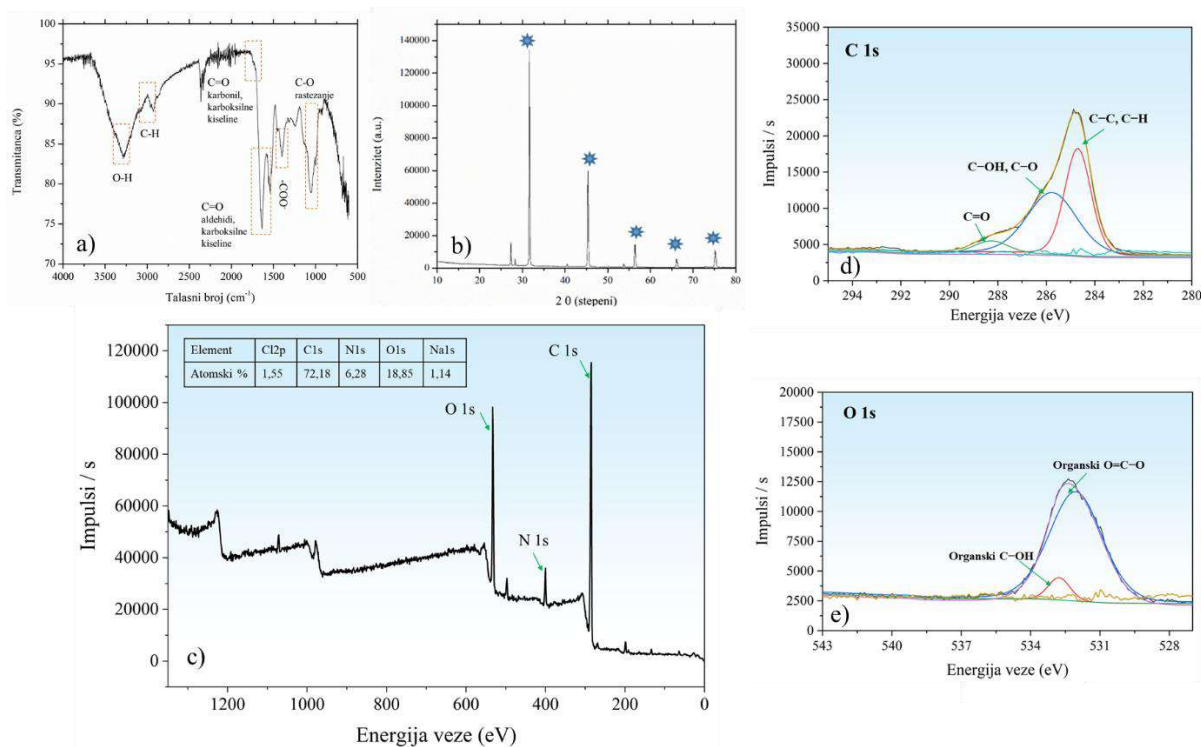 100
95
90
85
80
75
70
4000
3500
3000
2500
2000
1500
1000
500
Transmitanca (%)
Talasni broj (cm⁻¹)
O-H
C-H
C=O
karbonil,
karboksilne
kiseline
C-O
rastezanje
C=O
aldehidi,
karboksilne
kiseline
-COO-
a)
140000
120000
100000
80000
60000
40000
20000
0
10
20
30
40
50
60
70
80
Intenzitet (a.u.)
2 θ (stepeni)
b)
C 1s
35000
30000
25000
20000
15000
10000
5000
0
294
292
290
288
286
284
282
280
Impulsi / s
Energija veze (eV)
C−C, C−H
C−OH, C−O
C=O
d)
120000
100000
80000
60000
40000
20000
0
1200
1000
800
600
400
200
0
Impulsi / s
Energija veze (eV)
Element Cl2p C1s N1s O1s Na1s
Atomski % 1,55 72,18 6,28 18,85 1,14
C 1s
O 1s
N 1s
c)
O 1s
20000
17500
15000
12500
10000
7500
5000
2500
0
543
540
537
534
531
528
Impulsi / s
Energija veze (eV)
Organski O=C−O
Organski C−OH
e)